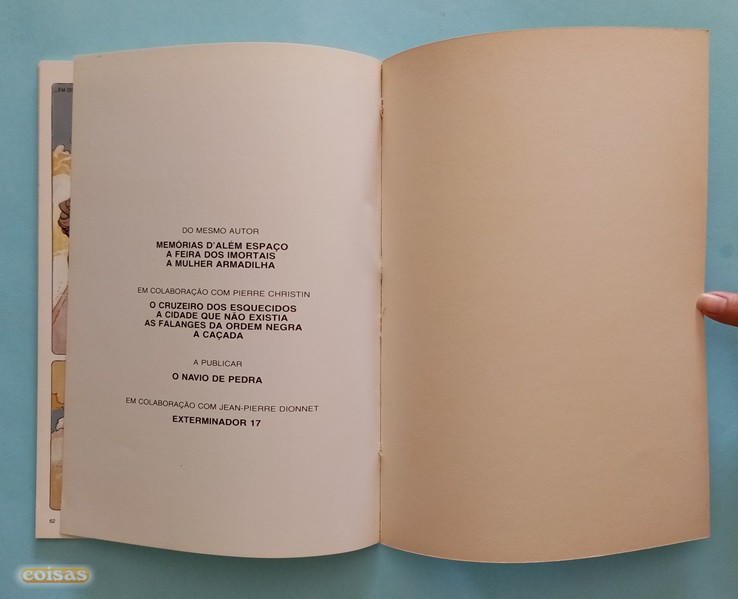 ...EM
DO MESMO AUTOR
MEMÓRIAS D'ALÉM ESPAÇO
A FEIRA DOS IMORTAIS
A MULHER ARMADILHA
EM COLABORAÇÃO COM PIERRE CHRISTIN
O CRUZEIRO DOS ESQUECIDOS
A CIDADE QUE NÃO EXISTIA
AS FALANGES DA ORDEM NEGRA
A CAÇADA
A PUBLICAR
O NAVIO DE PEDRA
EM COLABORAÇÃO COM JEAN-PIERRE DIONNET
EXTERMINADOR 17
62
coisas